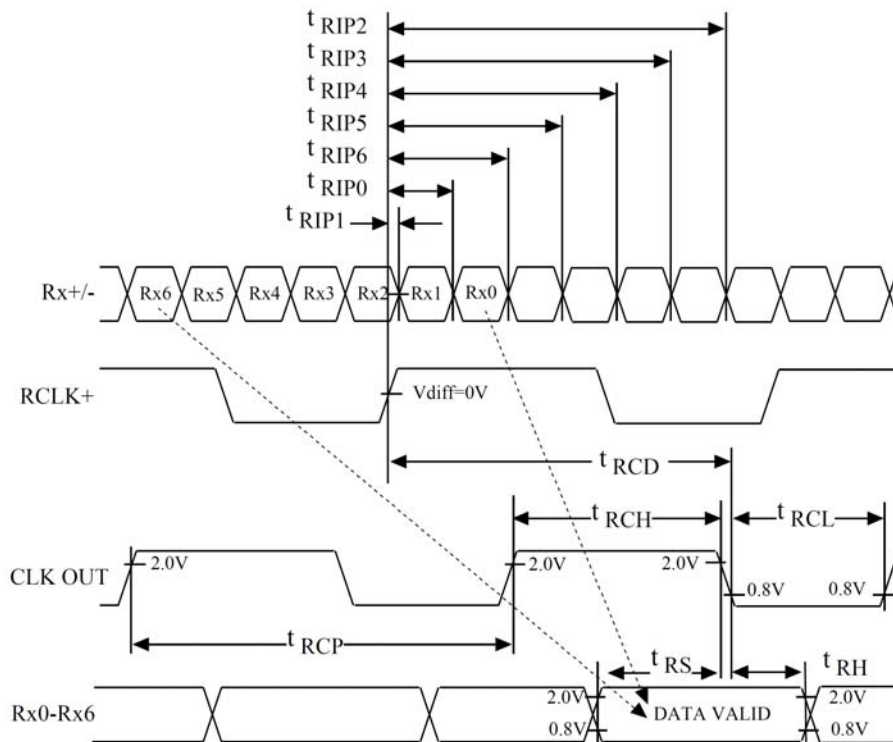 t RIP2
t RIP3
t RIP4
t RIP5
t RIP6
t RIP0
t RIP1
Rx+/- Rx6 Rx5 Rx4 Rx3 Rx2 Rx1 Rx0
RCLK+ Vdiff=0V
t RCD
t RCH t RCL
CLK OUT 2.0V 2.0V 2.0V 0.8V 0.8V
t RCP t RS t RH
Rx0-Rx6 2.0V 0.8V DATA VALID 2.0V 0.8V